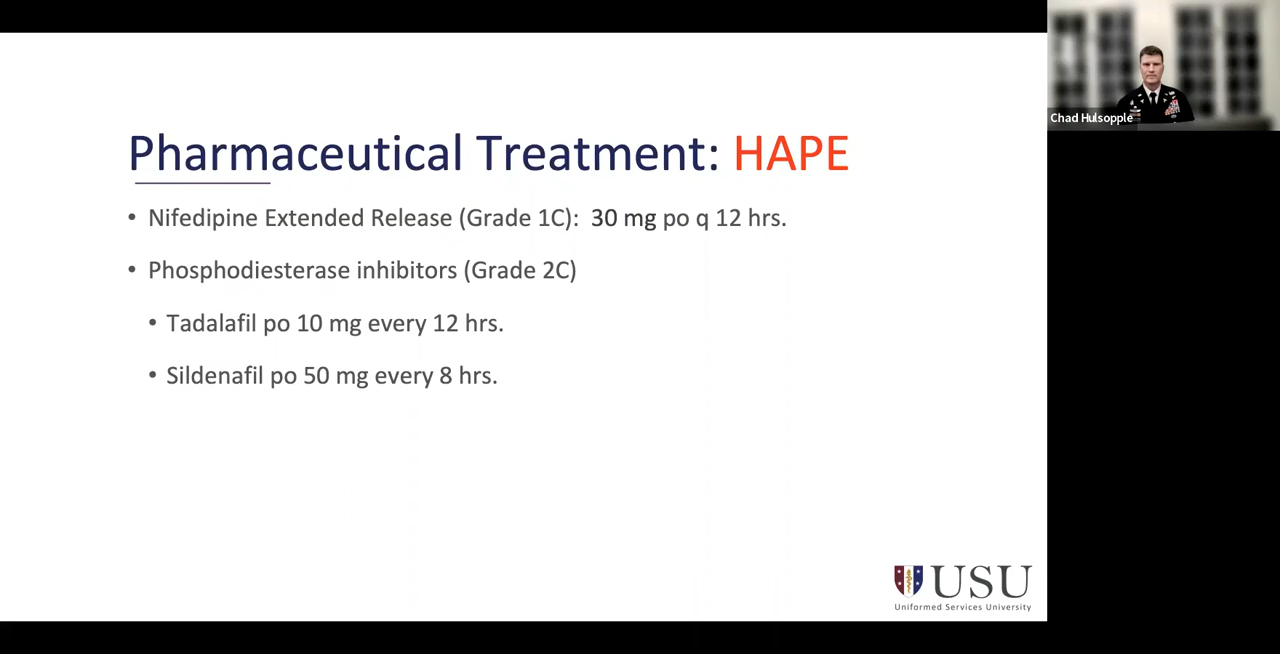 Pharmaceutical Treatment: HAPE
• Nifedipine Extended Release (Grade 1C): 30 mg po q 12 hrs.
• Phosphodiesterase inhibitors (Grade 2C)
• Tadalafil po 10 mg every 12 hrs.
• Sildenafil po 50 mg every 8 hrs.
USU
Uniformed Services University
Chad Hulsopple